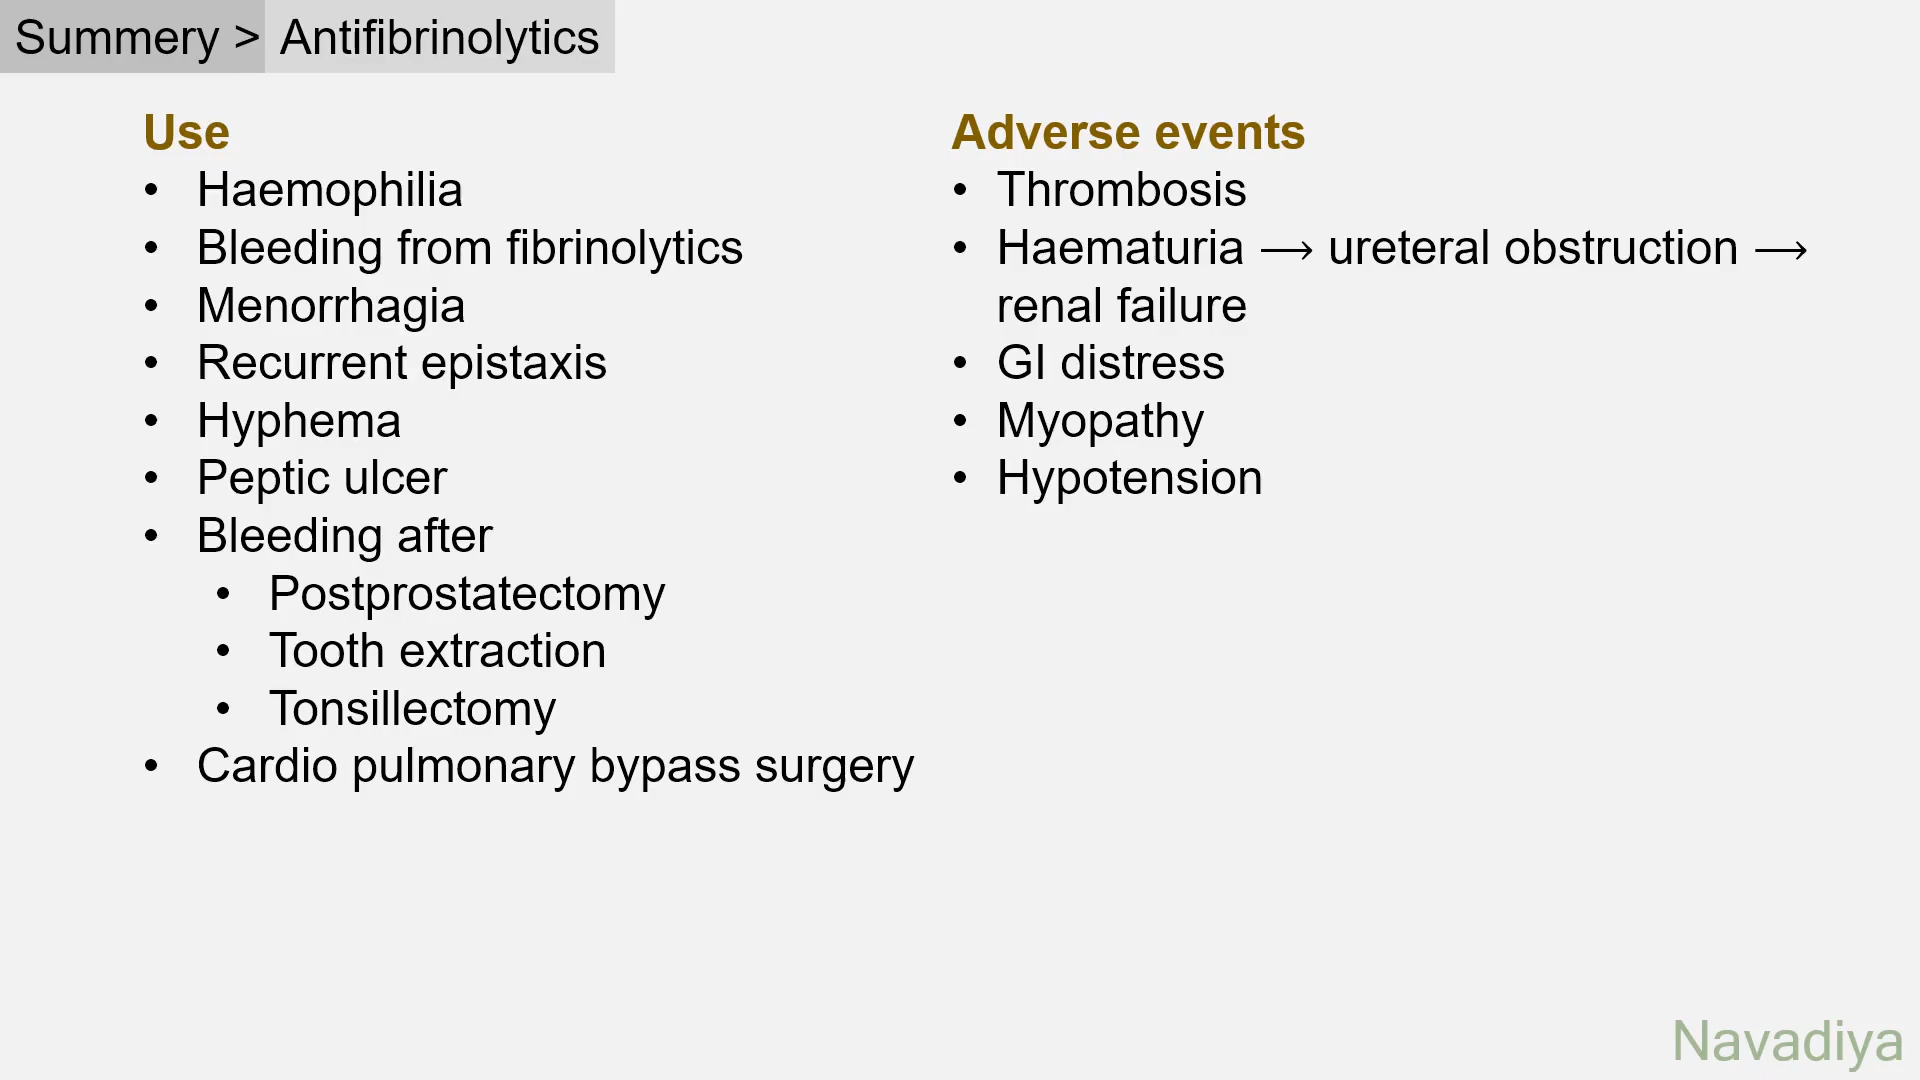 Summery > Antifibrinolytics
Use
• Haemophilia
• Bleeding from fibrinolytics
• Menorrhagia
• Recurrent epistaxis
• Hyphema
• Peptic ulcer
• Bleeding after
• Postprostatectomy
• Tooth extraction
• Tonsillectomy
• Cardio pulmonary bypass surgery
Adverse events
• Thrombosis
• Haematuria ⟶ ureteral obstruction ⟶
renal failure
• GI distress
• Myopathy
• Hypotension
Navadiya